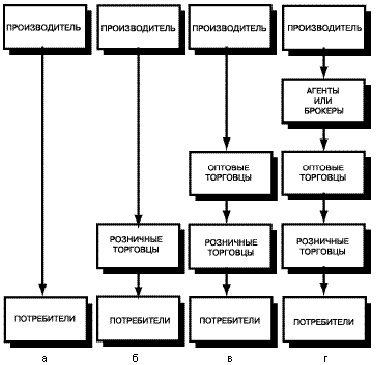 ПРОИЗВОДИТЕЛЬ ПРОИЗВОДИТЕЛЬ ПРОИЗВОДИТЕЛЬ ПРОИЗВОДИТЕЛЬ
АГЕНТЫ
ИЛИ
БРОКЕРЫ
ОПТОВЫЕ ОПТОВЫЕ
ТОРГОВЦЫ ТОРГОВЦЫ
РОЗНИЧНЫЕ РОЗНИЧНЫЕ РОЗНИЧНЫЕ
ТОРГОВЦЫ ТОРГОВЦЫ ТОРГОВЦЫ
ПОТРЕБИТЕЛИ ПОТРЕБИТЕЛИ ПОТРЕБИТЕЛИ ПОТРЕБИТЕЛИ
а б в г